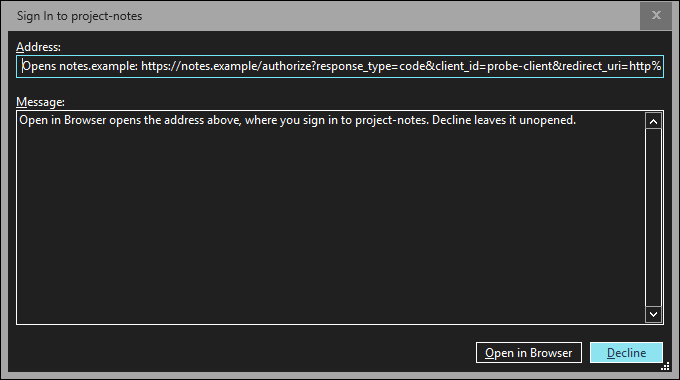 Sign In to project-notes
Address:
Opens notes.example: https://notes.example/authorize?response_type=code&client_id=probe-client&redirect_uri=http%
Message:
Open in Browser opens the address above, where you sign in to project-notes. Decline leaves it unopened.
Open in Browser
Decline